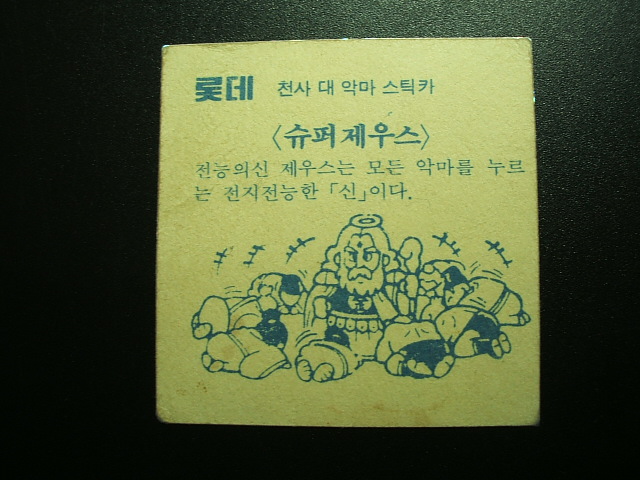 롯데 천사 대 악마 스틱카
〈슈퍼제우스〉
전능의신 제우스는 모든 악마를 누르
는 전지전능한 「신」이다.